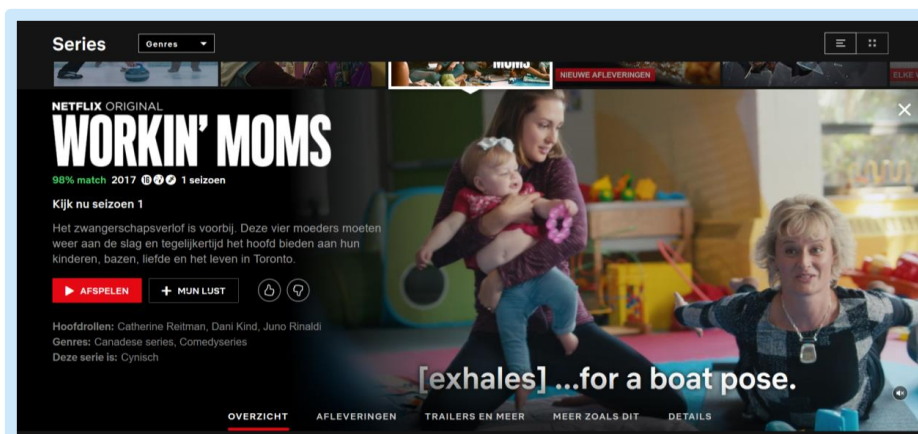 Series
Genres
MOMS
NIEUWE AFLEVERINGEN
NETFLIX ORIGINAL
WORKIN' MOMS
98% match 2017 16 1 seizoen
Kijk nu seizoen 1
Het zwangerschapsverlof is voorbij. Deze vier moeders moeten
weer aan de slag en tegelijkertijd het hoofd bieden aan hun
kinderen, bazen, liefde en het leven in Toronto.
AFSPELEN
MIJN LIJST
Hoofdrollen: Catherine Reitman, Dani Kind, Juno Rinaldi
Genres: Canadese series, Comedyseries
Deze serie is: Cynisch
[exhales] ...for a boat pose.
OVERZICHT AFLEVERINGEN TRAILERS EN MEER MEER ZOALS DIT DETAILS